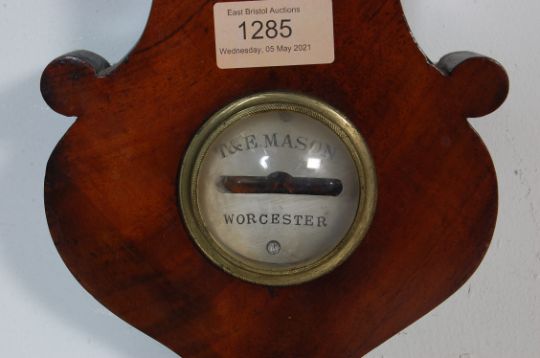 East Bristol Auctions
1285
Wednesday, 05 May 2021
T&E MASON
WORCESTER